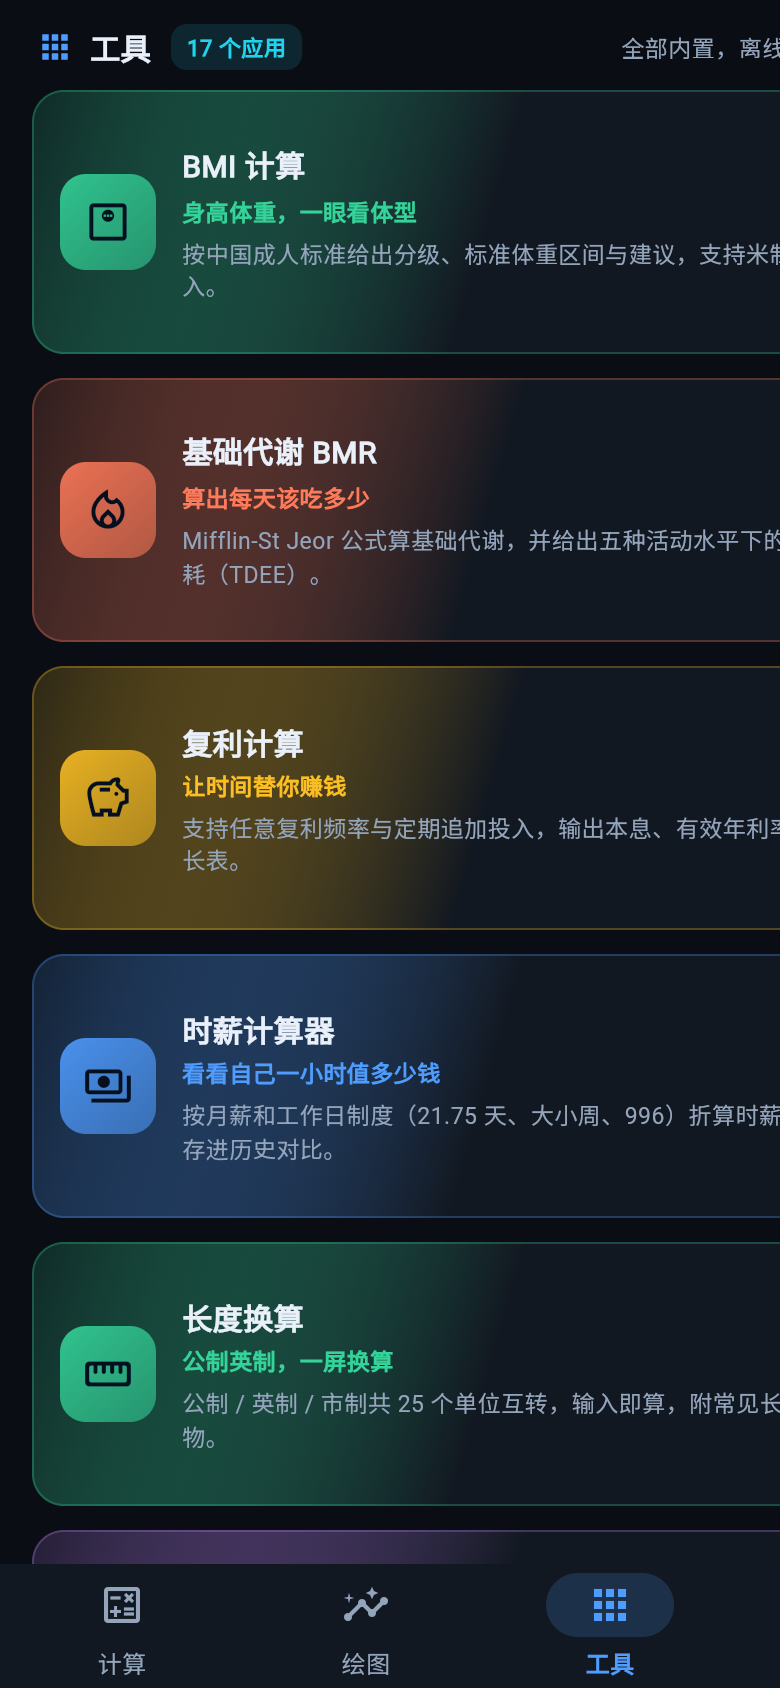 工具
17 个应用
全部内置，离线
BMI 计算
身高体重，一眼看体型
按中国成人标准给出分级、标准体重区间与建议，支持米制
入。
基础代谢 BMR
算出每天该吃多少
Mifflin-St Jeor 公式算基础代谢，并给出五种活动水平下的
耗（TDEE）。
复利计算
让时间替你赚钱
支持任意复利频率与定期追加投入，输出本息、有效年利率
长表。
时薪计算器
看看自己一小时值多少钱
按月薪和工作日制度（21.75 天、大小周、996）折算时薪
存进历史对比。
长度换算
公制英制，一屏换算
公制 / 英制 / 市制共 25 个单位互转，输入即算，附常见长
物。
计算
绘图
工具